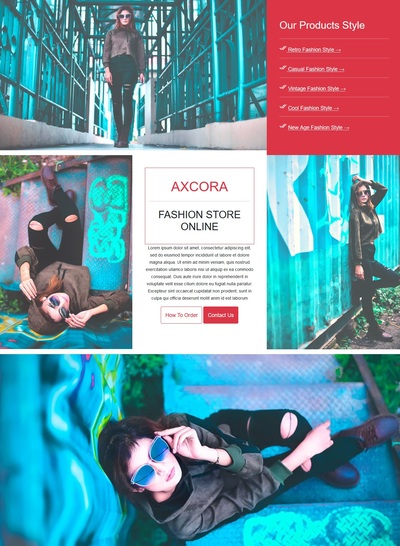 Our Products Style
Retro Fashion Style →
Casual Fashion Style →
Vintage Fashion Style →
Cool Fashion Style →
New Age Fashion Style →
AXCORA
FASHION STORE
ONLINE
Lorem ipsum dolor sit amet, consectetur adipiscing elit, sed do
eiusmod tempor incididunt ut labore et dolore
magna aliqua. Ut enim ad minim veniam, quis nostrud
exercitation ullamco laboris nisi ut aliquip ex ea commodo
consequat. Duis aute irure dolor in reprehenderit in
voluptate velit esse cillum dolore eu fugiat nulla pariatur.
Excepteur sint occaecat cupidatat non proident, sunt in
culpa qui officia deserunt mollit anim id est laborum
How To Order
Contact Us